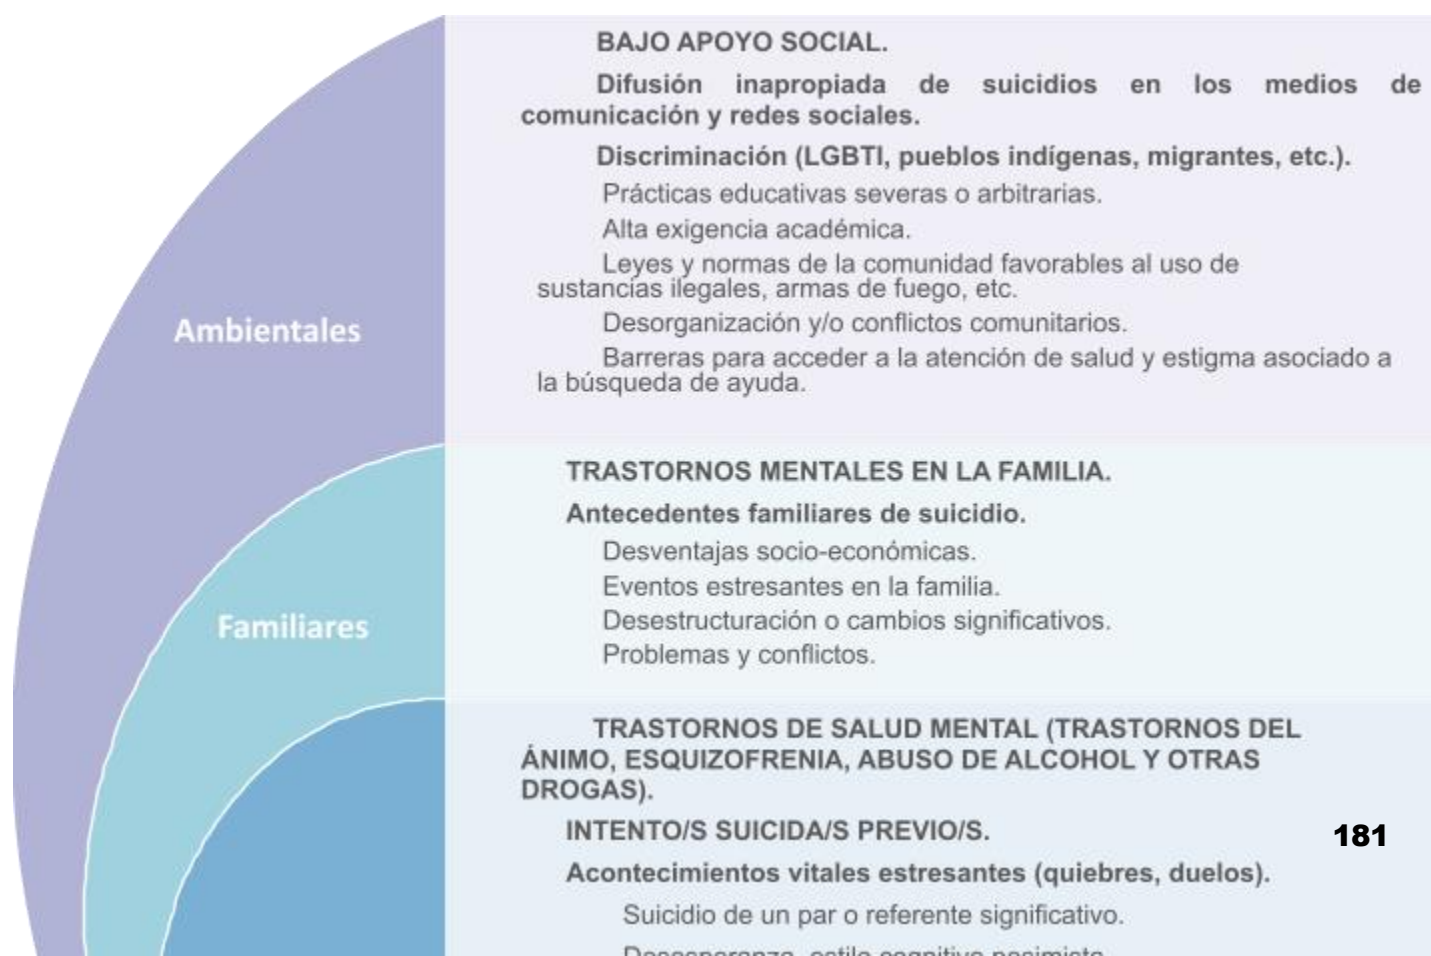 BAJO APOYO SOCIAL.
Difusión inapropiada de suicidios en los medios de
comunicación y redes sociales.
Discriminación (LGBTI, pueblos indígenas, migrantes, etc.).
Prácticas educativas severas o arbitrarias.
Alta exigencia académica.
Leyes y normas de la comunidad favorables al uso de
sustancias ilegales, armas de fuego, etc.
Desorganización y/o conflictos comunitarios.
Barreras para acceder a la atención de salud y estigma asociado a
la búsqueda de ayuda.
Ambientales
TRASTORNOS MENTALES EN LA FAMILIA.
Antecedentes familiares de suicidio.
Desventajas socio-económicas.
Eventos estresantes en la familia.
Desestructuración o cambios significativos.
Problemas y conflictos.
Familiares
TRASTORNOS DE SALUD MENTAL (TRASTORNOS DEL
ÁNIMO, ESQUIZOFRENIA, ABUSO DE ALCOHOL Y OTRAS
DROGAS).
INTENTO/S SUICIDA/S PREVIO/S.
181
Acontecimientos vitales estresantes (quiebres, duelos).
Suicidio de un par o referente significativo.
Desesperanza, estilo cognitivo pesimista